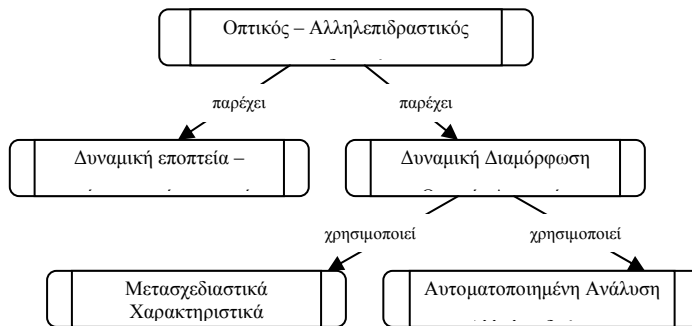 Οπτικός – Αλληλεπιδραστικός
παρέχει
παρέχει
Δυναμική εποπτεία –
Δυναμική Διαμόρφωση
χρησιμοποιεί
χρησιμοποιεί
Μετασχεδιαστικά
Χαρακτηριστικά
Αυτοματοποιημένη Ανάλυση